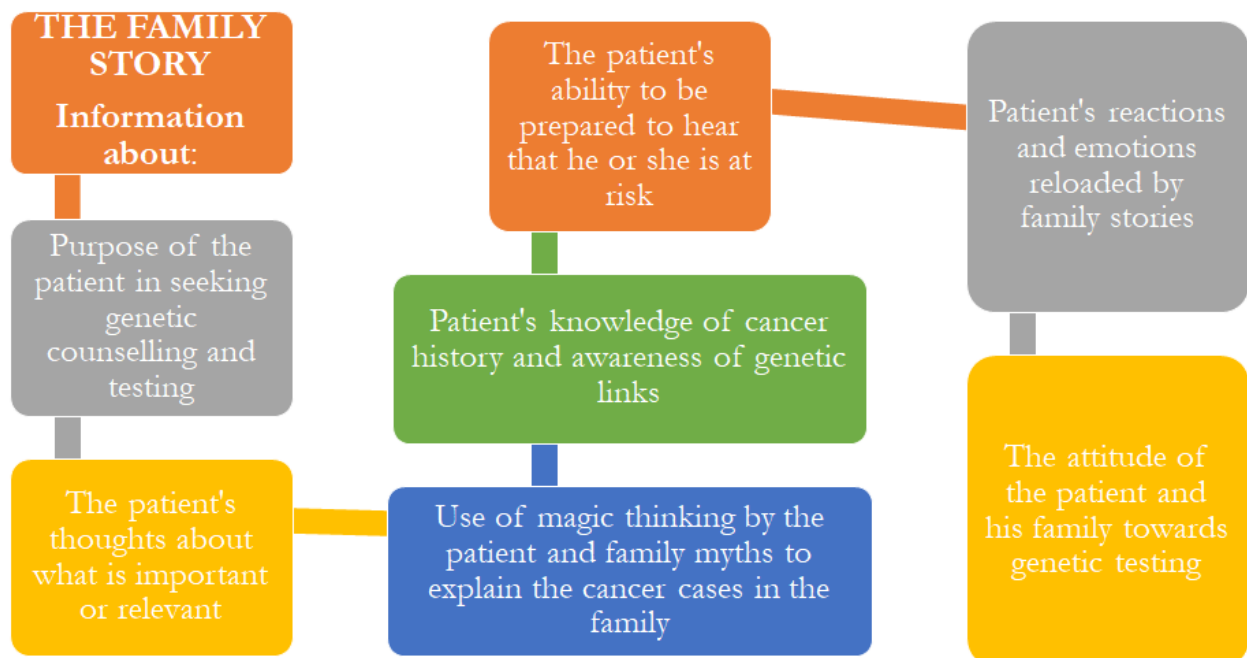 THE FAMILY
STORY
Information
about:
Purpose of the
patient in seeking
genetic
counselling and
testing
The patient's
thoughts about
what is important
or relevant
Use of magic thinking by the
patient and family myths to
explain the cancer cases in the
family
Patient's knowledge of cancer
history and awareness of genetic
links
The patient's
ability to be
prepared to hear
that he or she is at
risk
Patient's reactions
and emotions
reloaded by
family stories
The attitude of
the patient and
his family towards
genetic testing